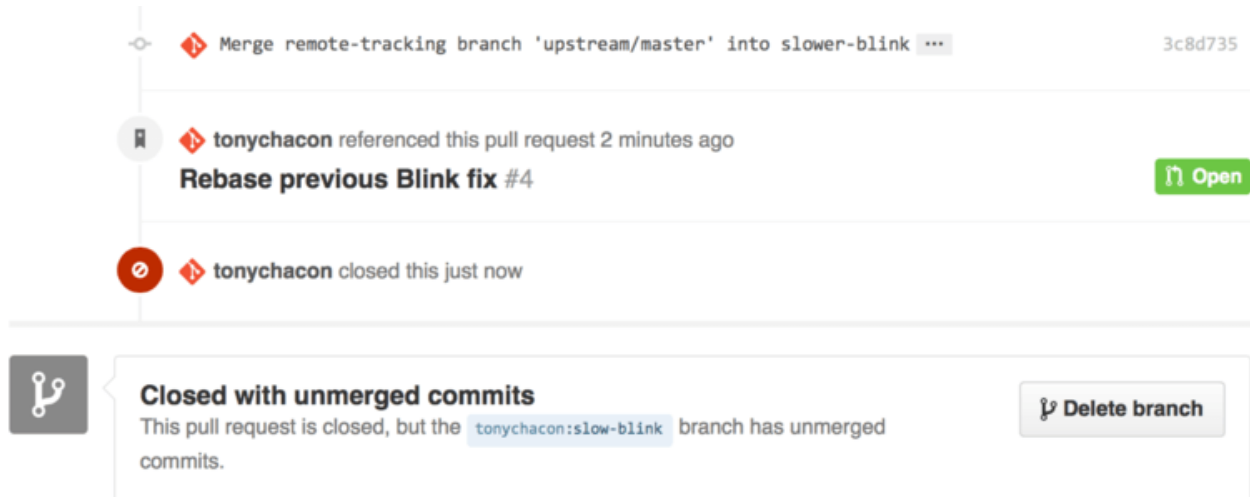 Merge remote-tracking branch 'upstream/master' into slower-blink ... 3c8d735
tonychacon referenced this pull request 2 minutes ago
Rebase previous Blink fix #4 Open
tonychacon closed this just now
Closed with unmerged commits
Delete branch
This pull request is closed, but the tonychacon:slow-blink branch has unmerged
commits.